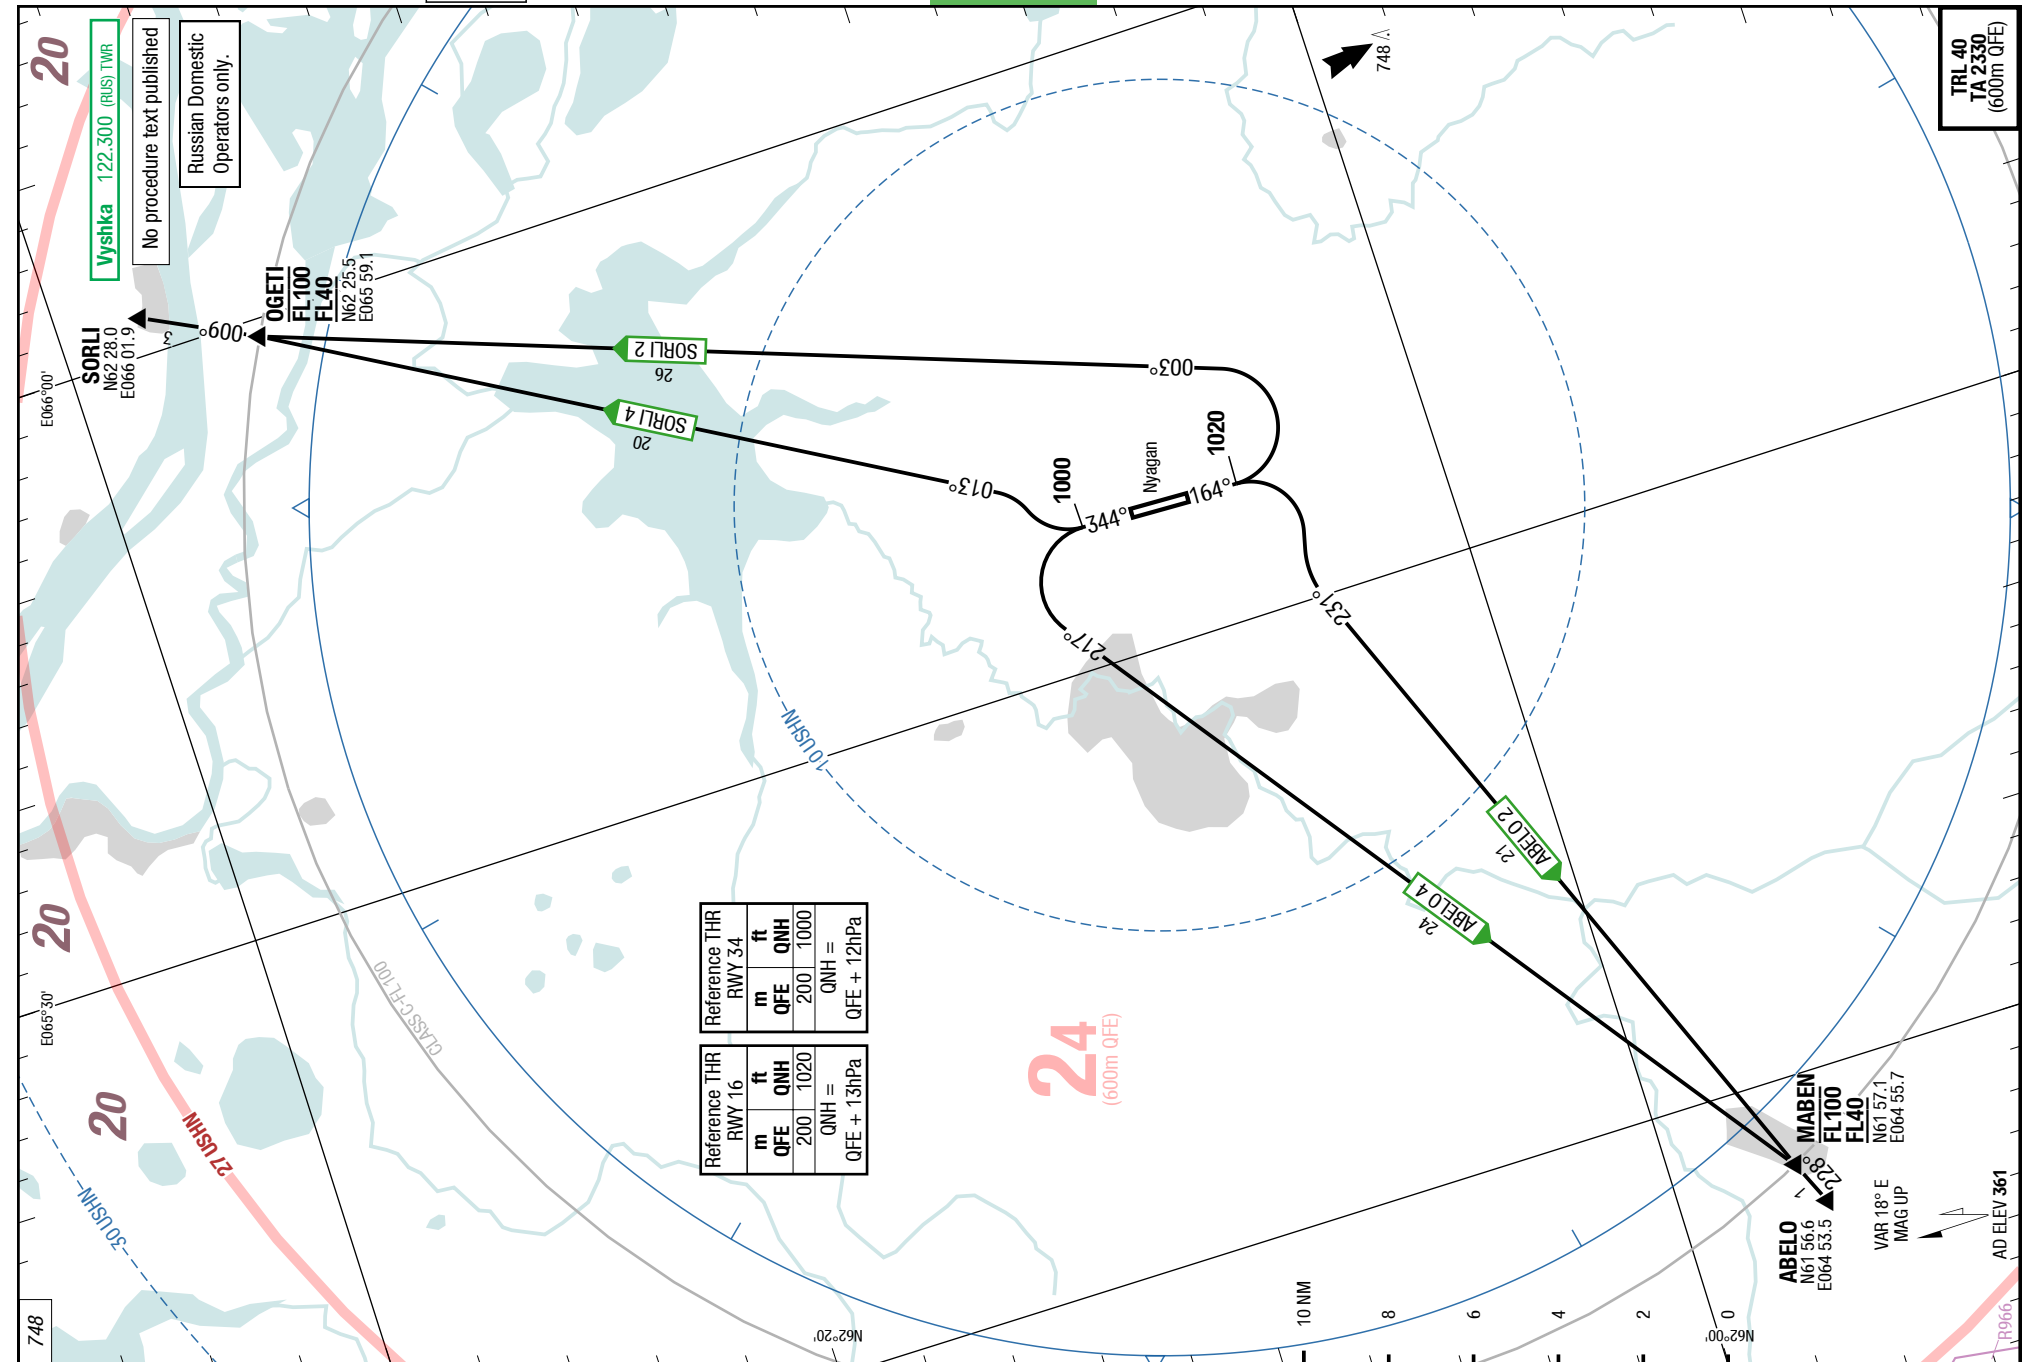 748
20
20
20
Vyshka 122.300 (RUS) TWR
No procedure text published
Russian Domestic
Operators only.
TRL 40
TA 2330
(600m QFE)
748
SORLI
N62 28.0
E066 01.9
3
009°
OGETI
FL100
FL40
N62 25.5
E065 59.1
E066°00'
E065°30'
SORLI 2
26
SORLI 4
20
003°
013°
1000
344°
Nyagan
164°
1020
217°
231°
10 USHN
27 USHN
30 USHN
CLASS C-FL100
Reference THR
RWY 16
m ft
QFE QNH
200 1020
QNH =
QFE + 13hPa
Reference THR
RWY 34
m ft
QFE QNH
200 1000
QNH =
QFE + 12hPa
24
(600m QFE)
ABELO 2
21
ABELO 4
24
MABEN
FL100
FL40
N61 57.1
E064 55.7
228°
1
ABELO
N61 56.6
E064 53.5
VAR 18° E
MAG UP
AD ELEV 361
R966
N62°20'
N62°00'
10 NM
8
6
4
2
0